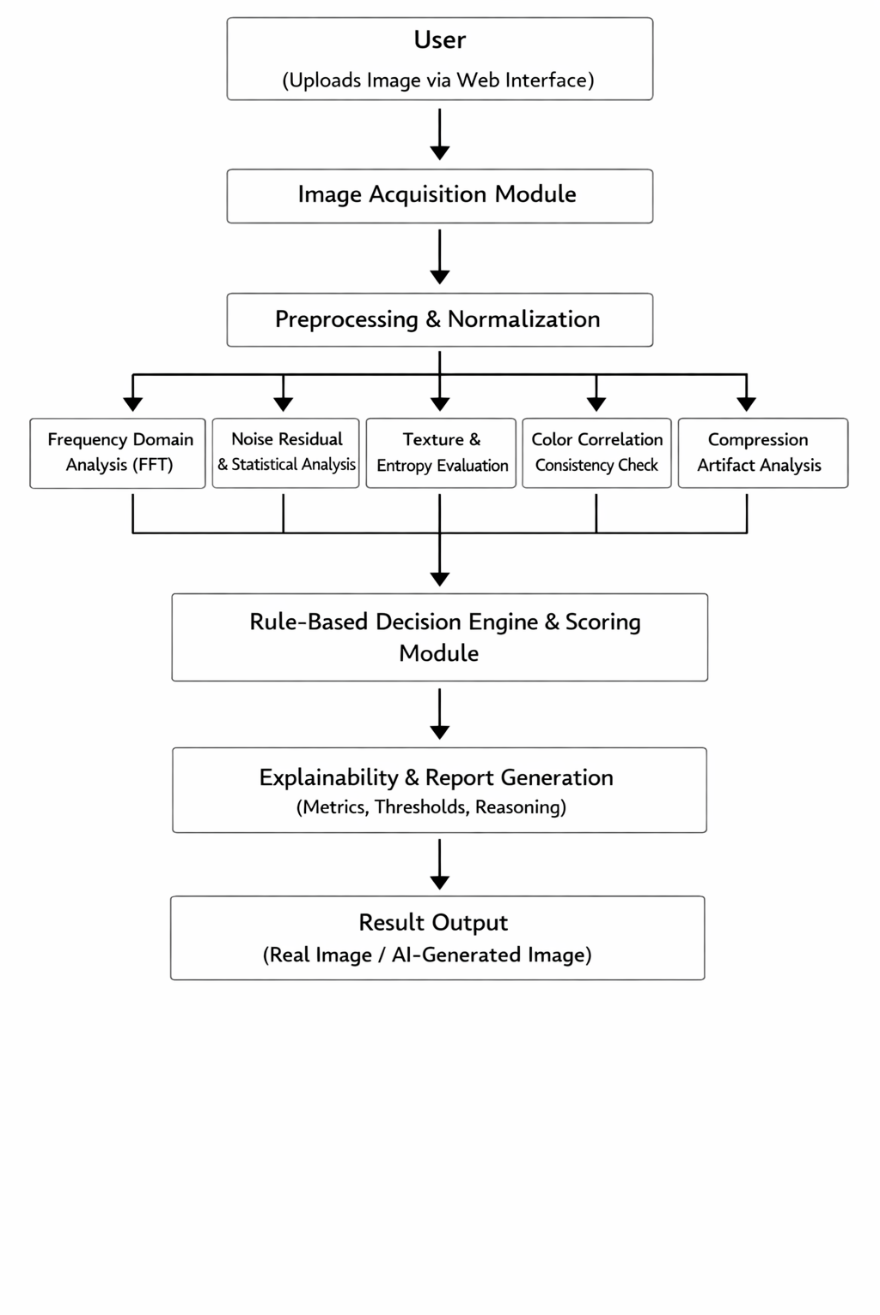 User
(Uploads Image via Web Interface)
Image Acquisition Module
Preprocessing & Normalization
Frequency Domain
Analysis (FFT)
Noise Residual
& Statistical Analysis
Texture &
Entropy Evaluation
Color Correlation
Consistency Check
Compression
Artifact Analysis
Rule-Based Decision Engine & Scoring
Module
Explainability & Report Generation
(Metrics, Thresholds, Reasoning)
Result Output
(Real Image / AI-Generated Image)